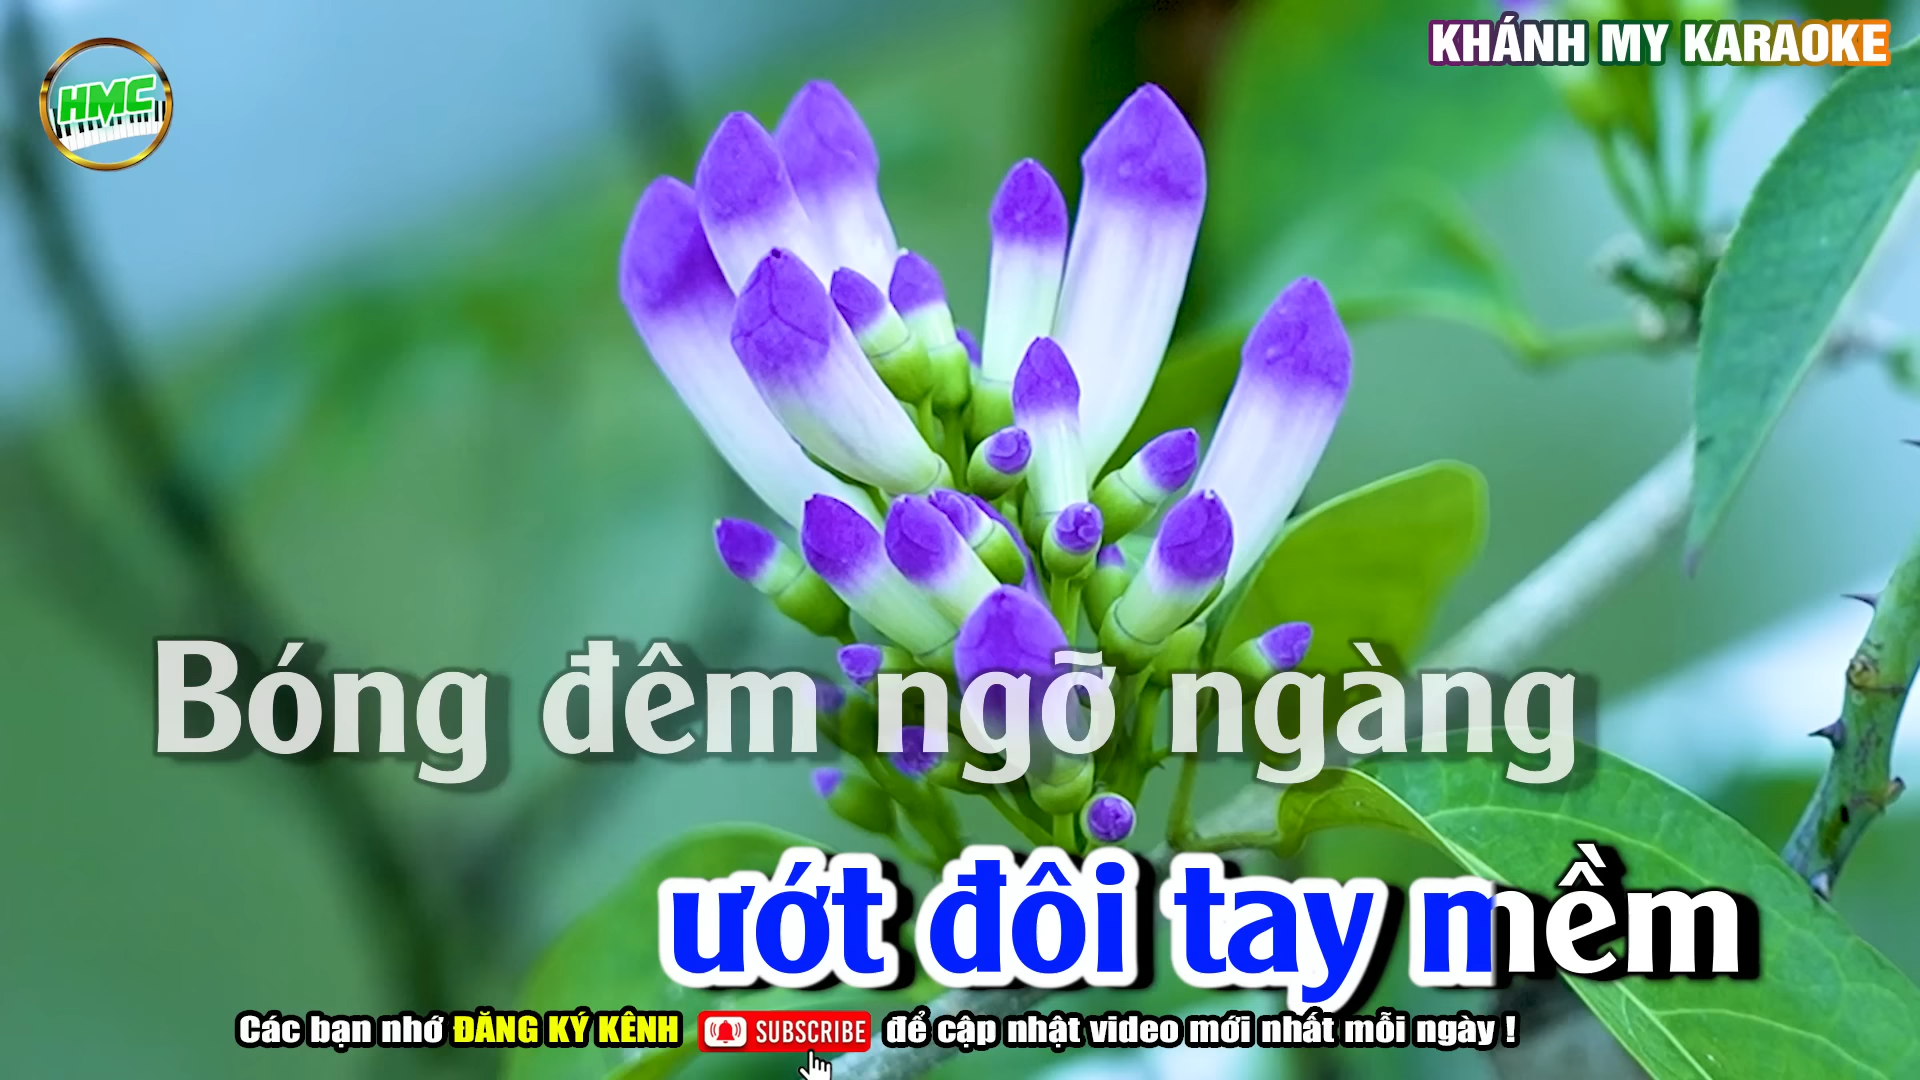 KHÁNH MY KARAOKE
HMC
Bóng đêm ngỡ ngàng
ướt đôi tay mềm
Các bạn nhớ ĐĂNG KÝ KÊNH SUBSCRIBE để cập nhật video mới nhất mỗi ngày !